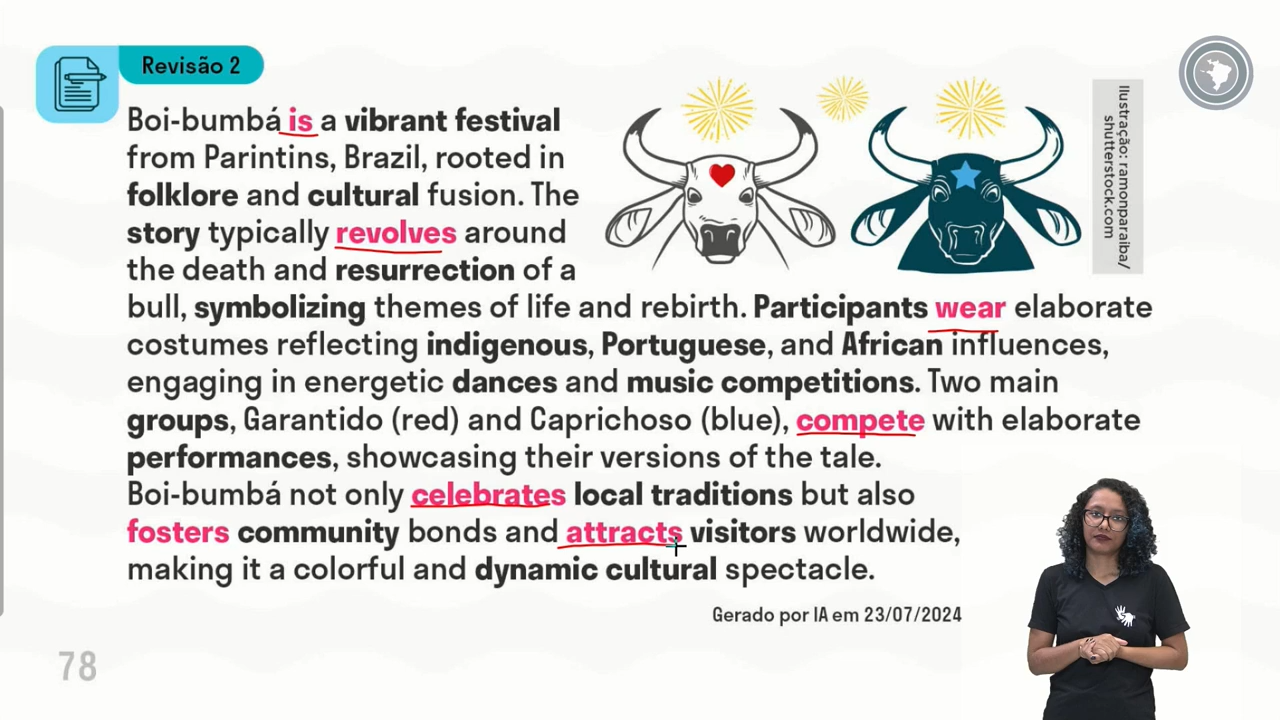 Revisão 2
Boi-bumbá is a vibrant festival
from Parintins, Brazil, rooted in
folklore and cultural fusion. The
story typically revolves around
the death and resurrection of a
bull, symbolizing themes of life and rebirth. Participants wear elaborate
costumes reflecting indigenous, Portuguese, and African influences,
engaging in energetic dances and music competitions. Two main
groups, Garantido (red) and Caprichoso (blue), compete with elaborate
performances, showcasing their versions of the tale.
Boi-bumbá not only celebrates local traditions but also
fosters community bonds and attracts visitors worldwide,
making it a colorful and dynamic cultural spectacle.
Gerado por IA em 23/07/2024
Ilustração: ramonparaiba/
shutterstock.com
78